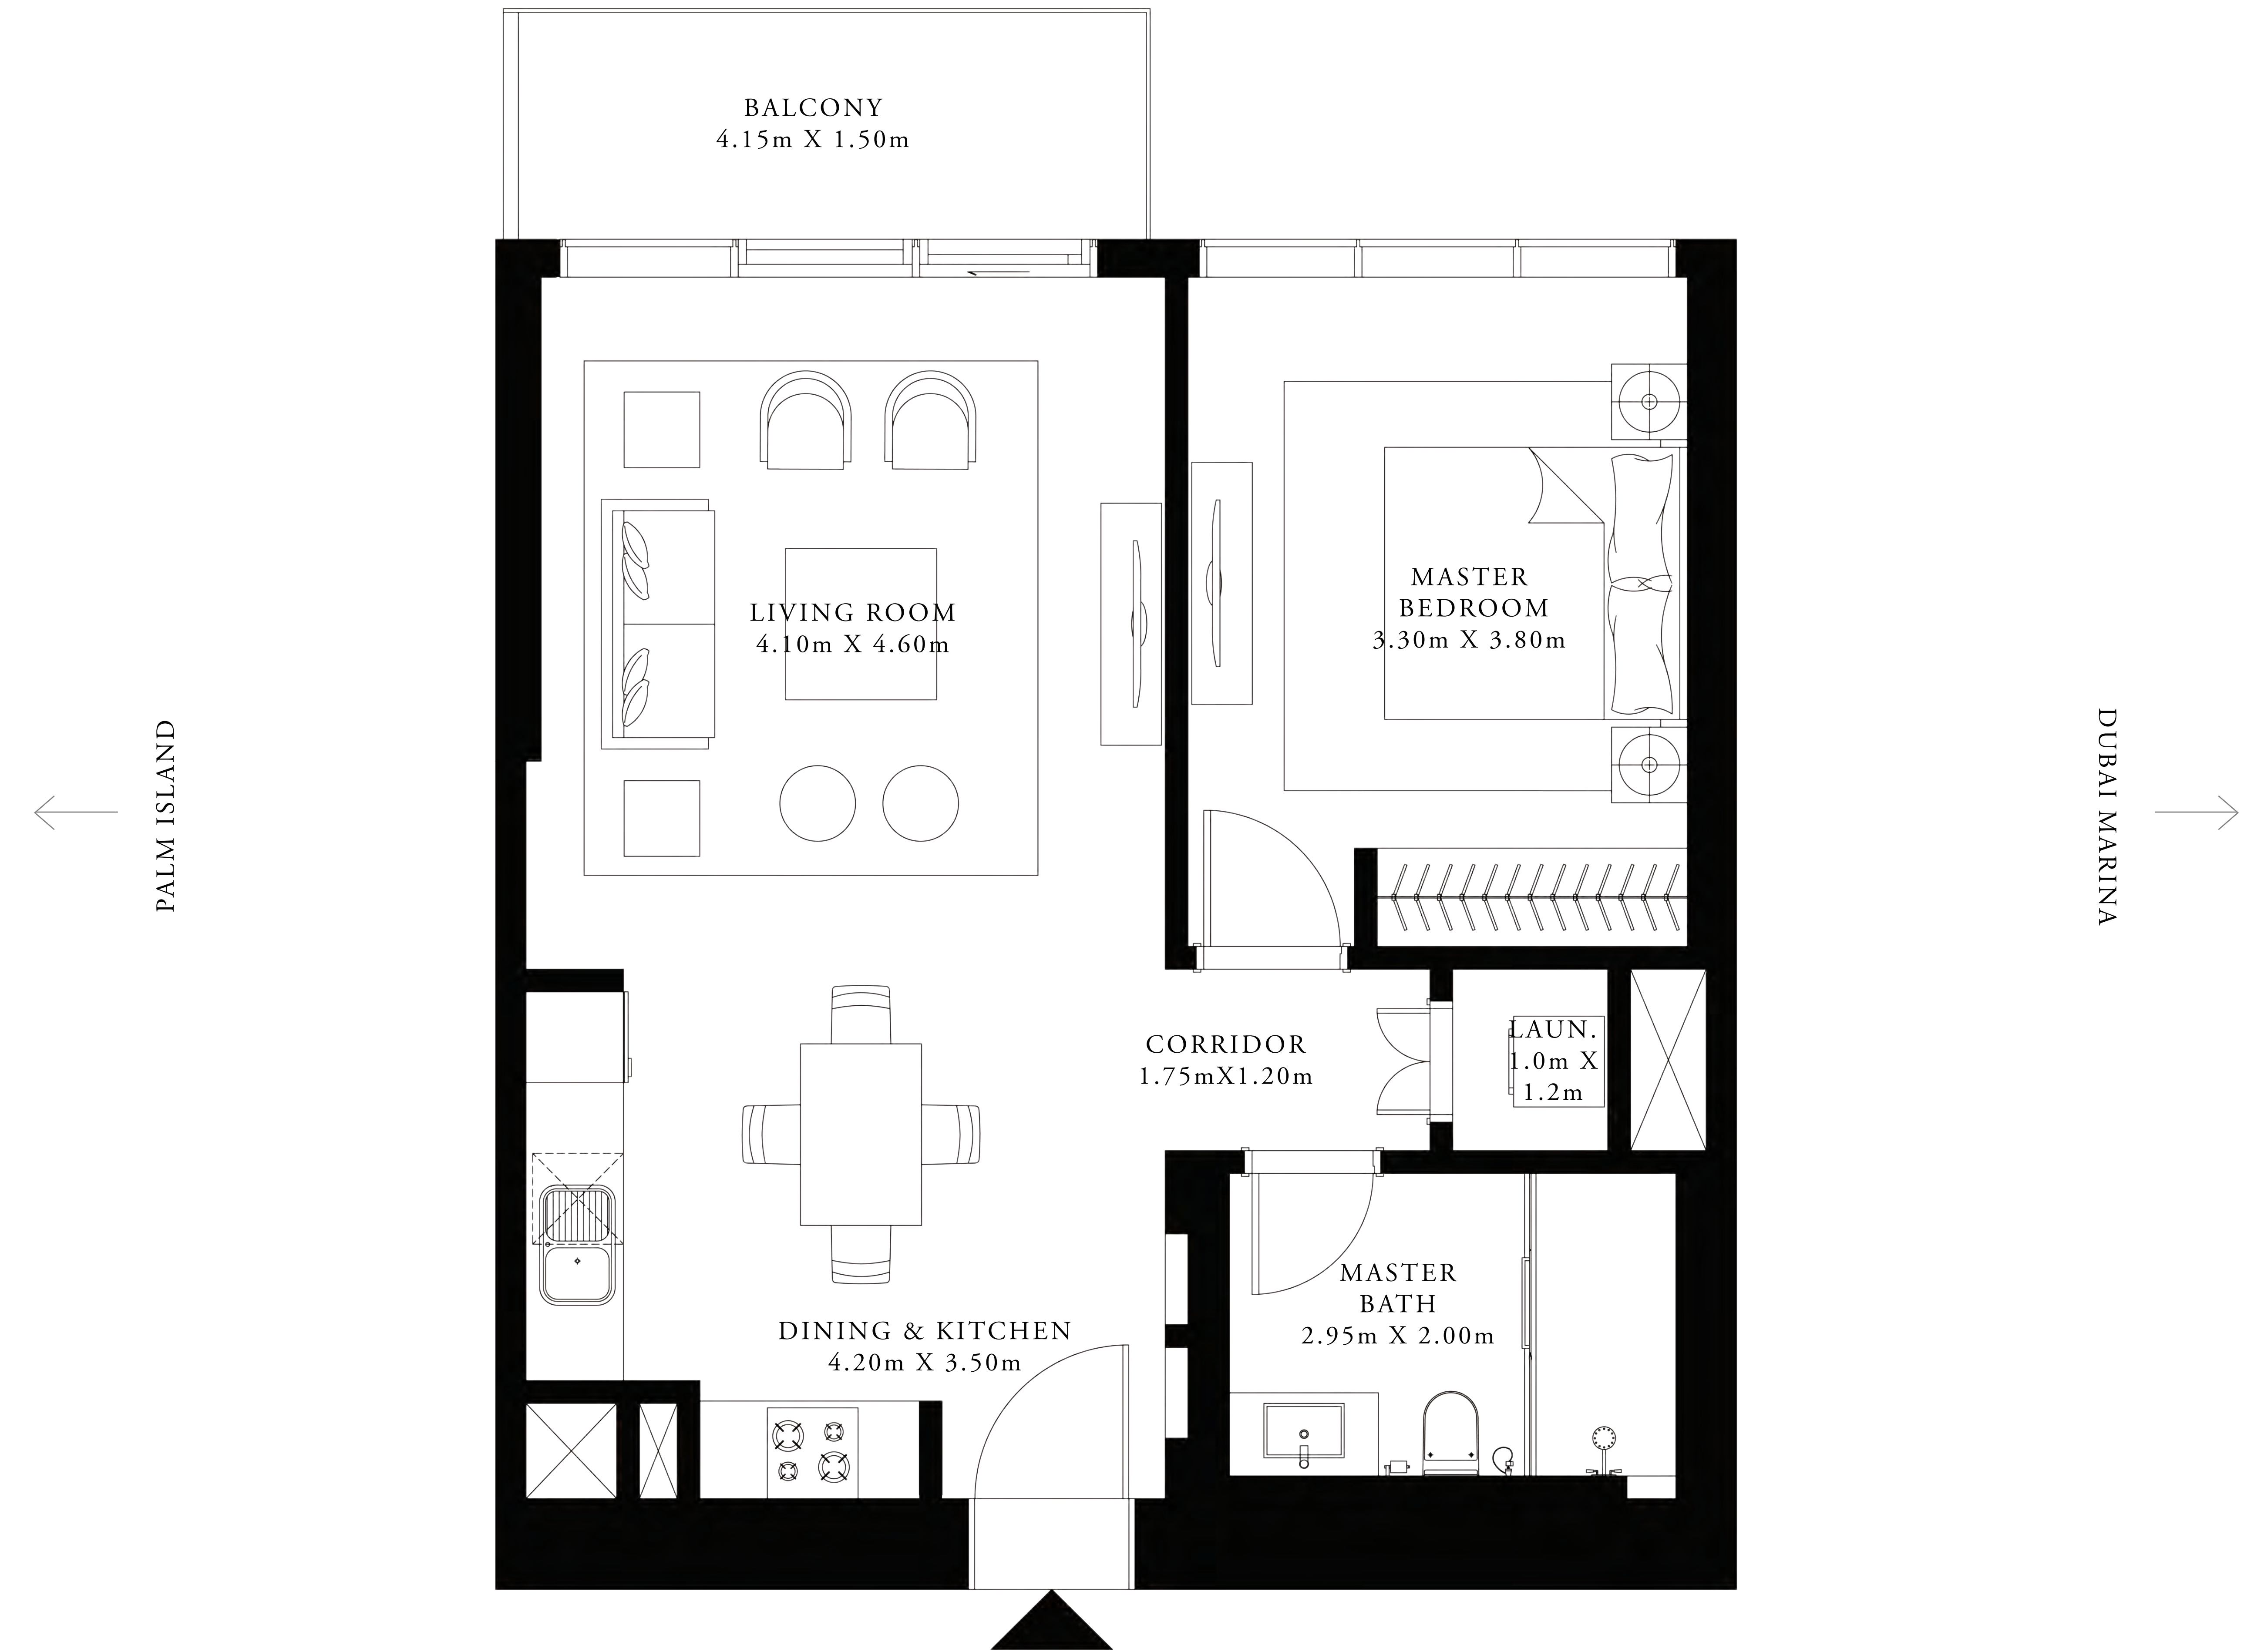 BALCONY
4.15m X 1.50m
LIVING ROOM
4.10m X 4.60m
MASTER
BEDROOM
3.30m X 3.80m
PALM ISLAND
DUBAI MARINA
CORRIDOR
1.75mX1.20m
LAUN.
1.0m X
1.2m
MASTER
BATH
2.95m X 2.00m
DINING & KITCHEN
4.20m X 3.50m